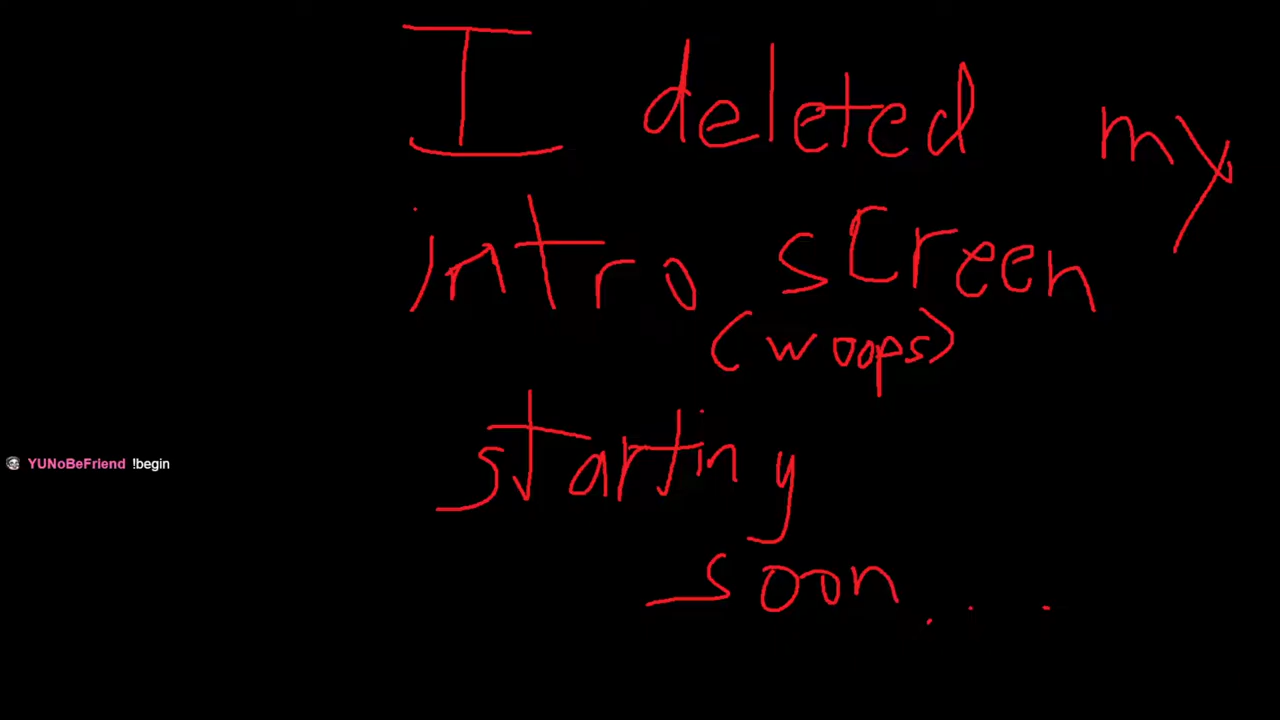 I deleted my
intro screen
(woops)
YUNoBeFriend !begin
starting
soon...